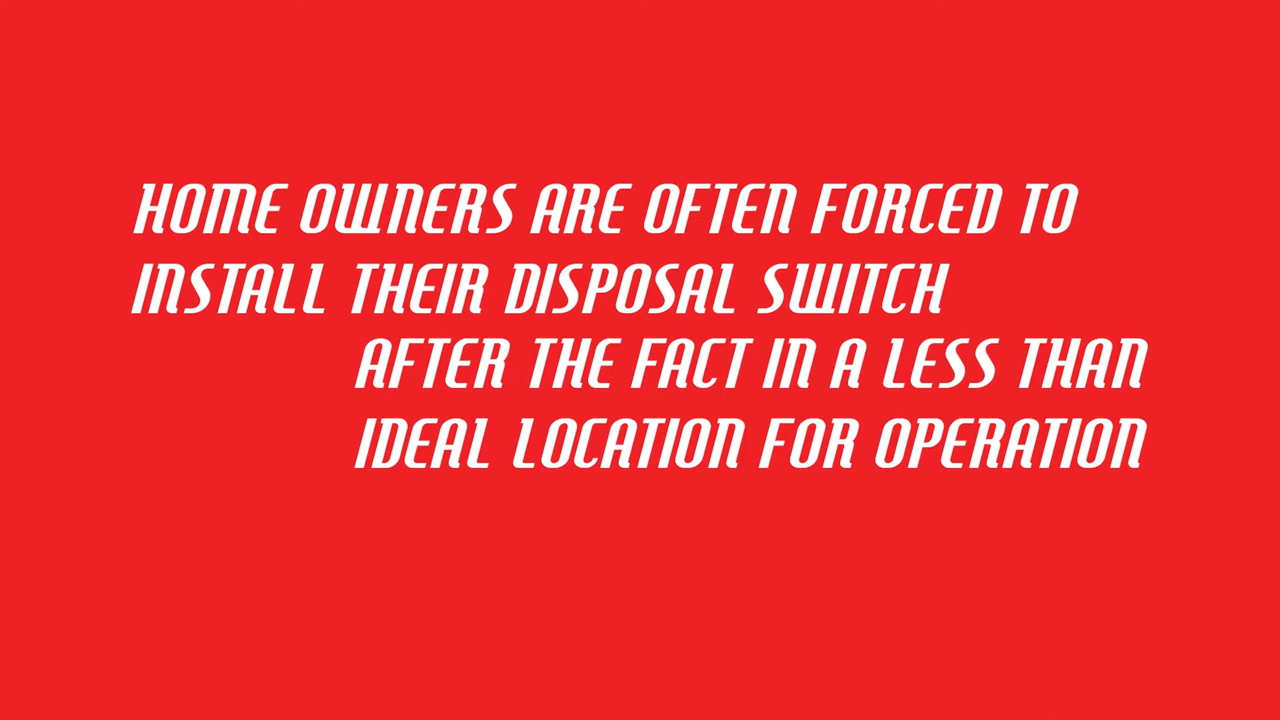 HOME OWNERS ARE OFTEN FORCED TO
INSTALL THEIR DISPOSAL SWITCH
AFTER THE FACT IN A LESS THAN
IDEAL LOCATION FOR OPERATION